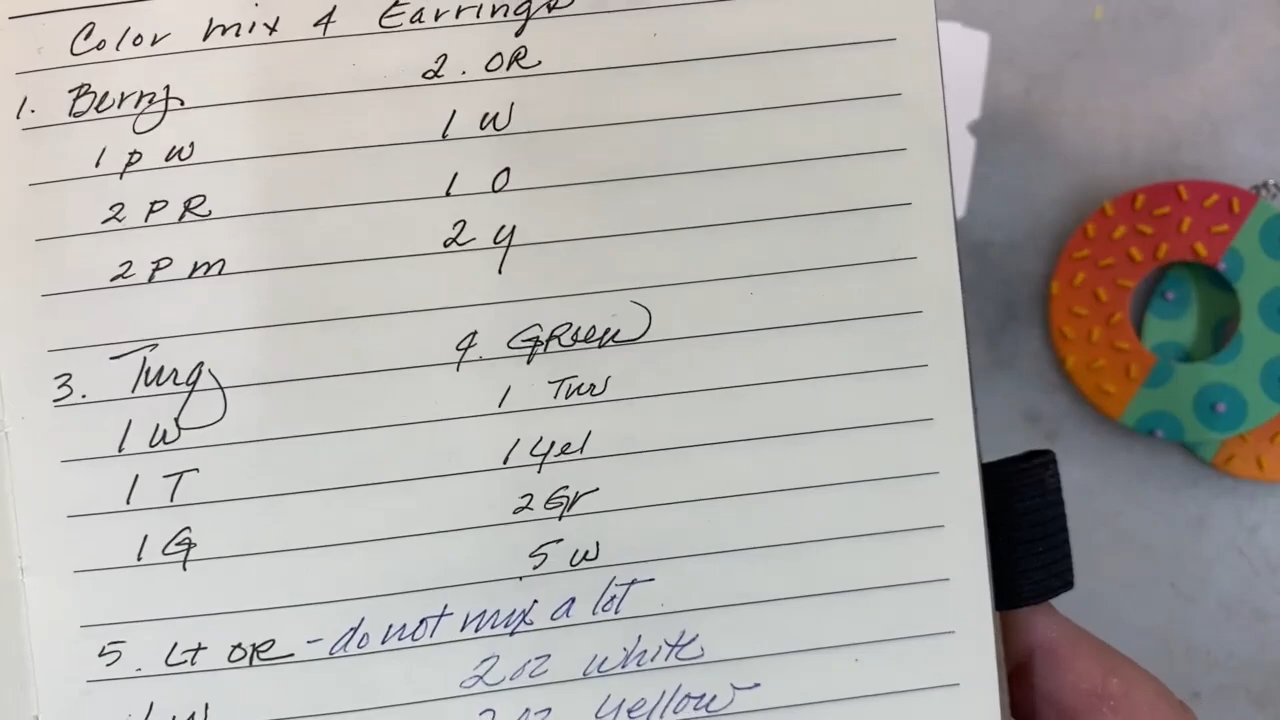 Color mix 4 Earrings
1. Berry
1 P W
2 P R
2 P m
2. OR
1 W
1 O
2 y
3. Turq
1 W
1 T
1 G
4. GReen
1 Tur
1 yel
2 Gr
5 W
5. Lt OR - do not mix a lot
1 W
2 oz white
2 oz yellow